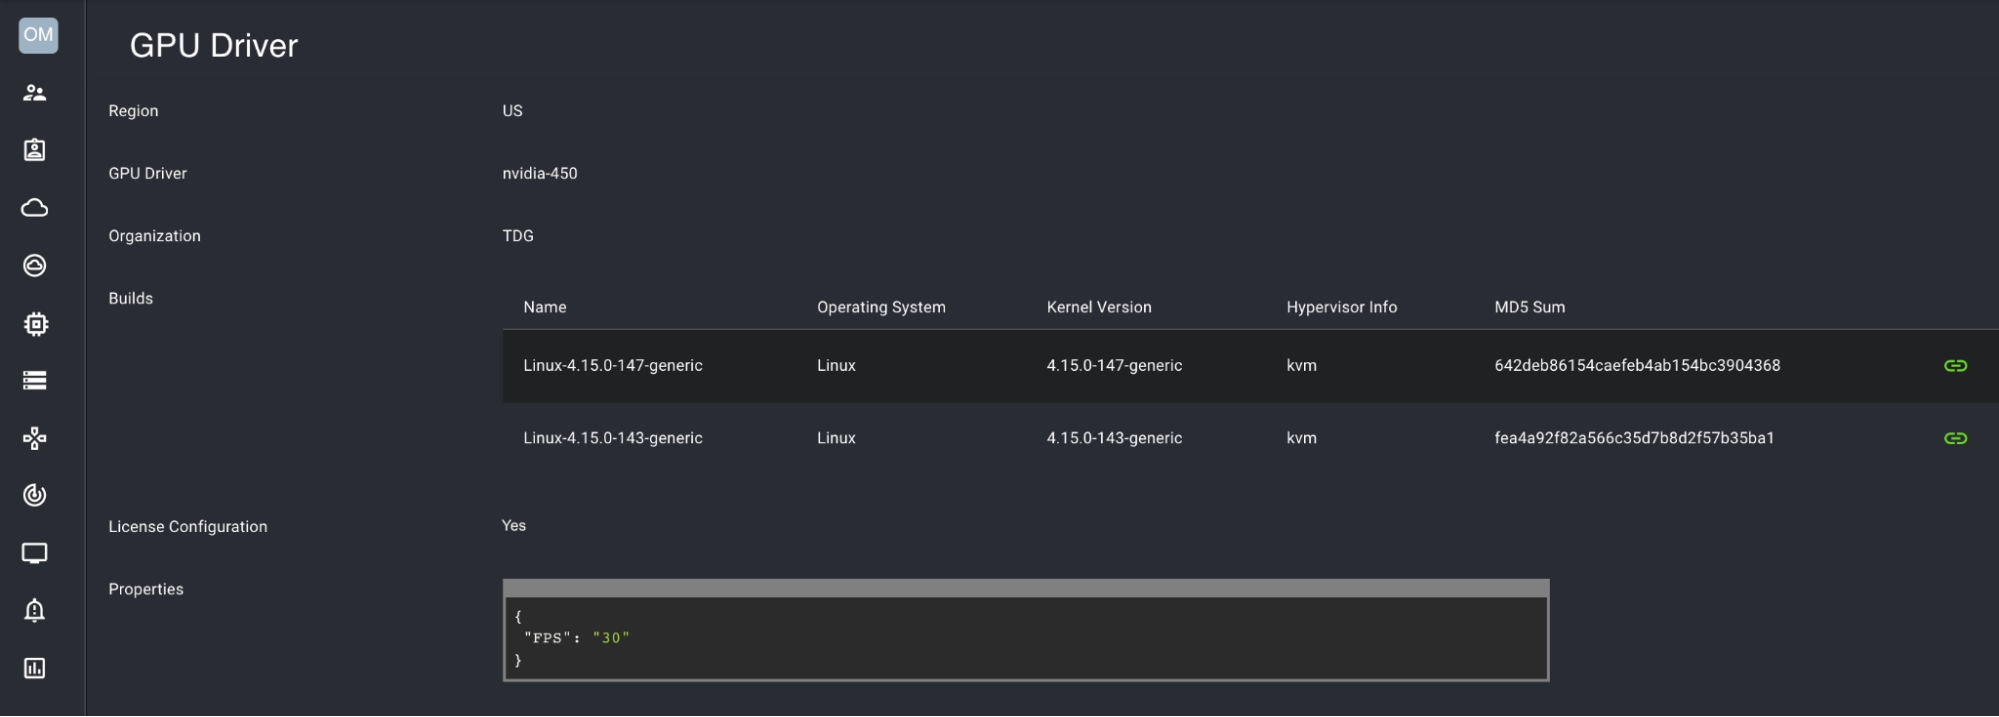 OM
GPU Driver
Region US
GPU Driver nvidia-450
Organization TDG
Builds
Name Operating System Kernel Version Hypervisor Info MD5 Sum
Linux-4.15.0-147-generic Linux 4.15.0-147-generic kvm 642deb86154caefeb4ab154bc3904368
Linux-4.15.0-143-generic Linux 4.15.0-143-generic kvm fea4a92f82a566c35d7b8d2f57b35ba1
License Configuration Yes
Properties
{
"FPS": "30"
}